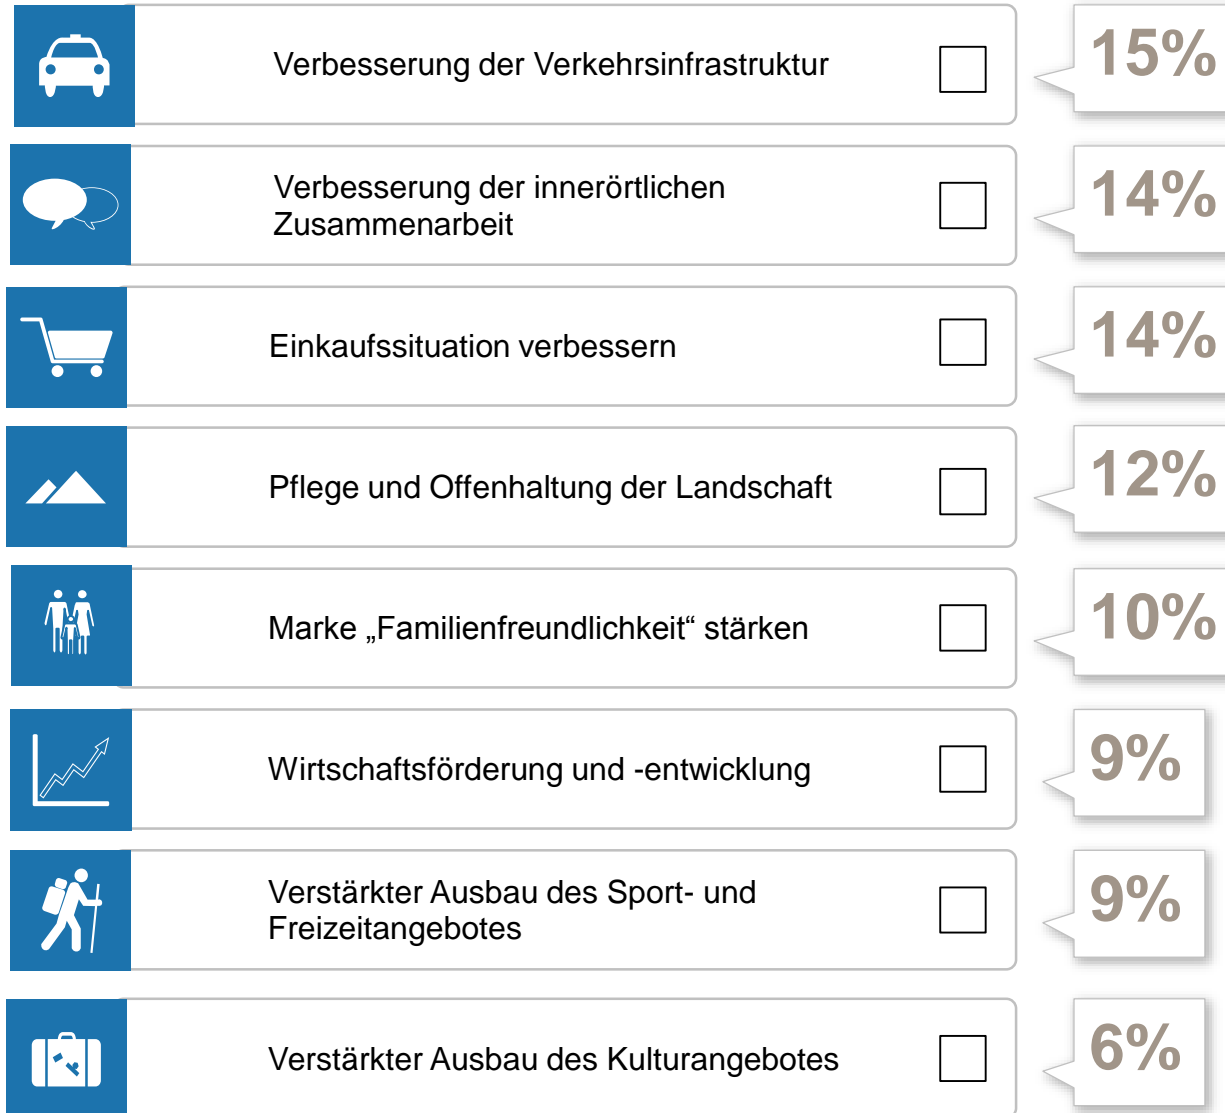 Verbesserung der Verkehrsinfrastruktur
15%
Verbesserung der innerörtlichen
Zusammenarbeit
14%
Einkaufssituation verbessern
14%
Pflege und Offenhaltung der Landschaft
12%
Marke „Familienfreundlichkeit“ stärken
10%
Wirtschaftsförderung und -entwicklung
9%
Verstärkter Ausbau des Sport- und
Freizeitangebotes
9%
Verstärkter Ausbau des Kulturangebotes
6%